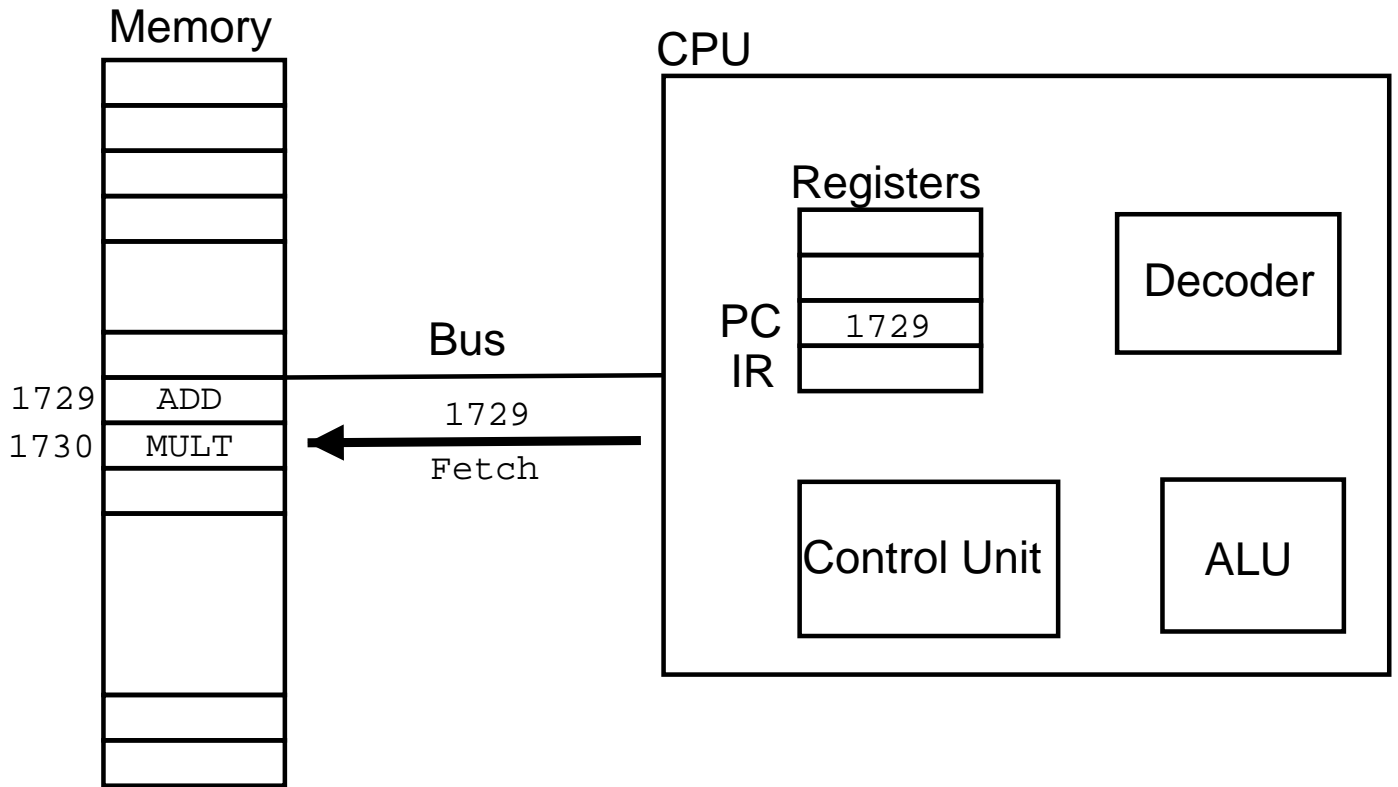 Memory
CPU
Registers
Decoder
PC 1729
IR
Bus
1729 ADD
1730 MULT
1729
Fetch
Control Unit
ALU